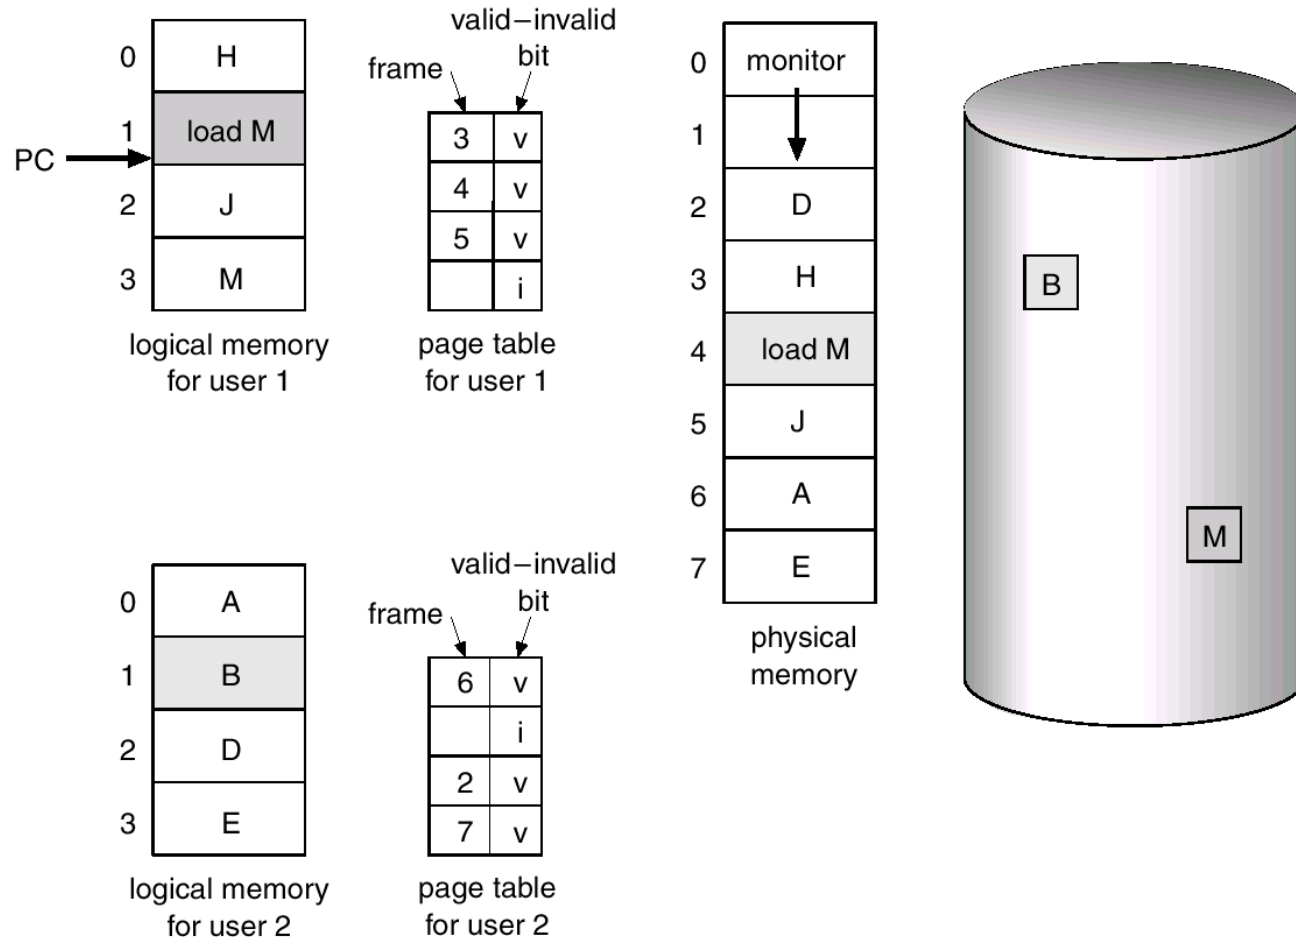 0 H
1 load M
PC
2 J
3 M
logical memory
for user 1
valid–invalid
bit
frame
3 v
4 v
5 v
i
page table
for user 1
0 monitor
1
2 D
3 H
4 load M
5 J
6 A
7 E
physical
memory
B
M
0 A
1 B
2 D
3 E
logical memory
for user 2
valid–invalid
bit
frame
6 v
i
2 v
7 v
page table
for user 2